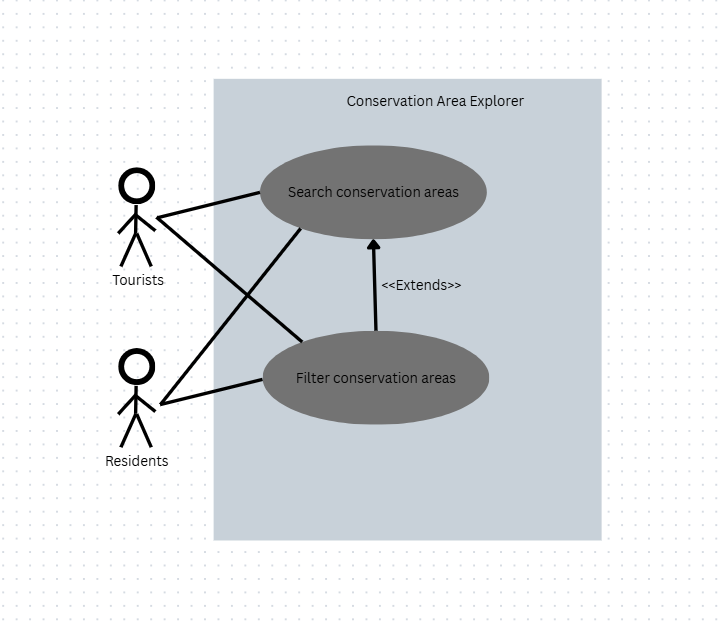 Conservation Area Explorer
Search conservation areas
Tourists
<<Extends>>
Filter conservation areas
Residents